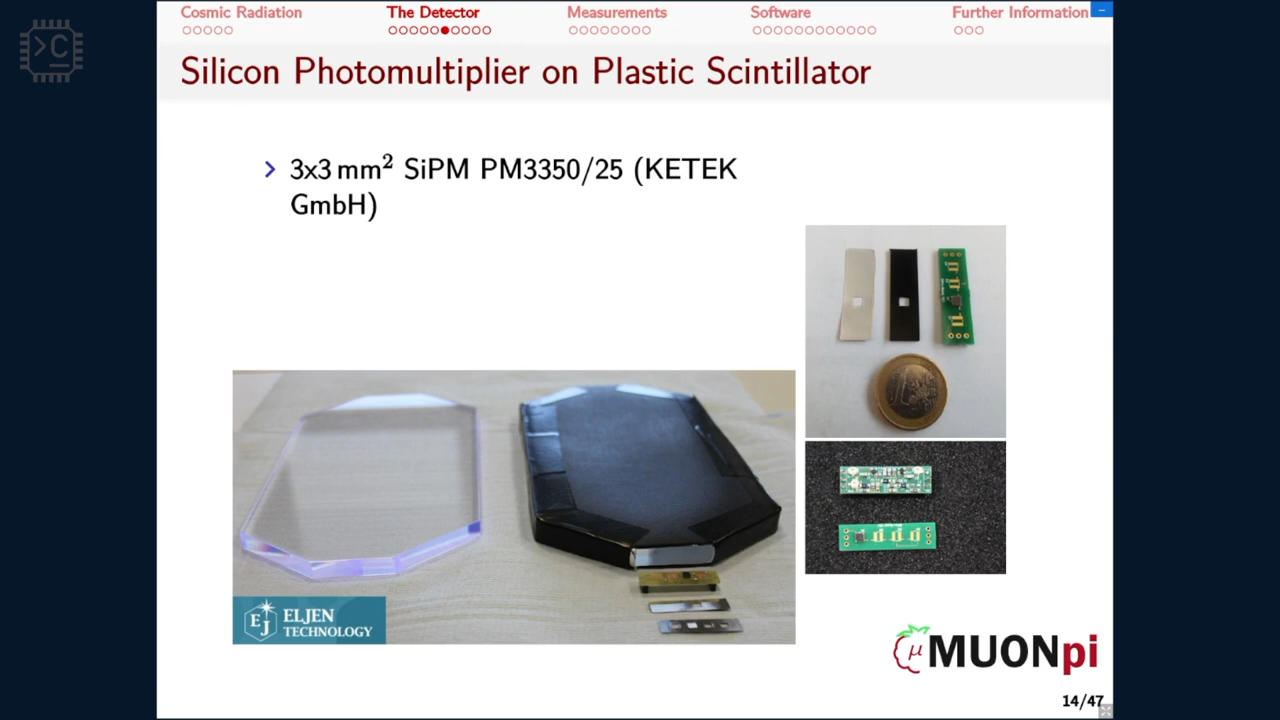 Cosmic Radiation
The Detector
Measurements
Software
Further Information
Silicon Photomultiplier on Plastic Scintillator
3x3 mm² SiPM PM3350/25 (KETEK
GmbH)
EJ
ELJEN
TECHNOLOGY
μMUONpi
14/47